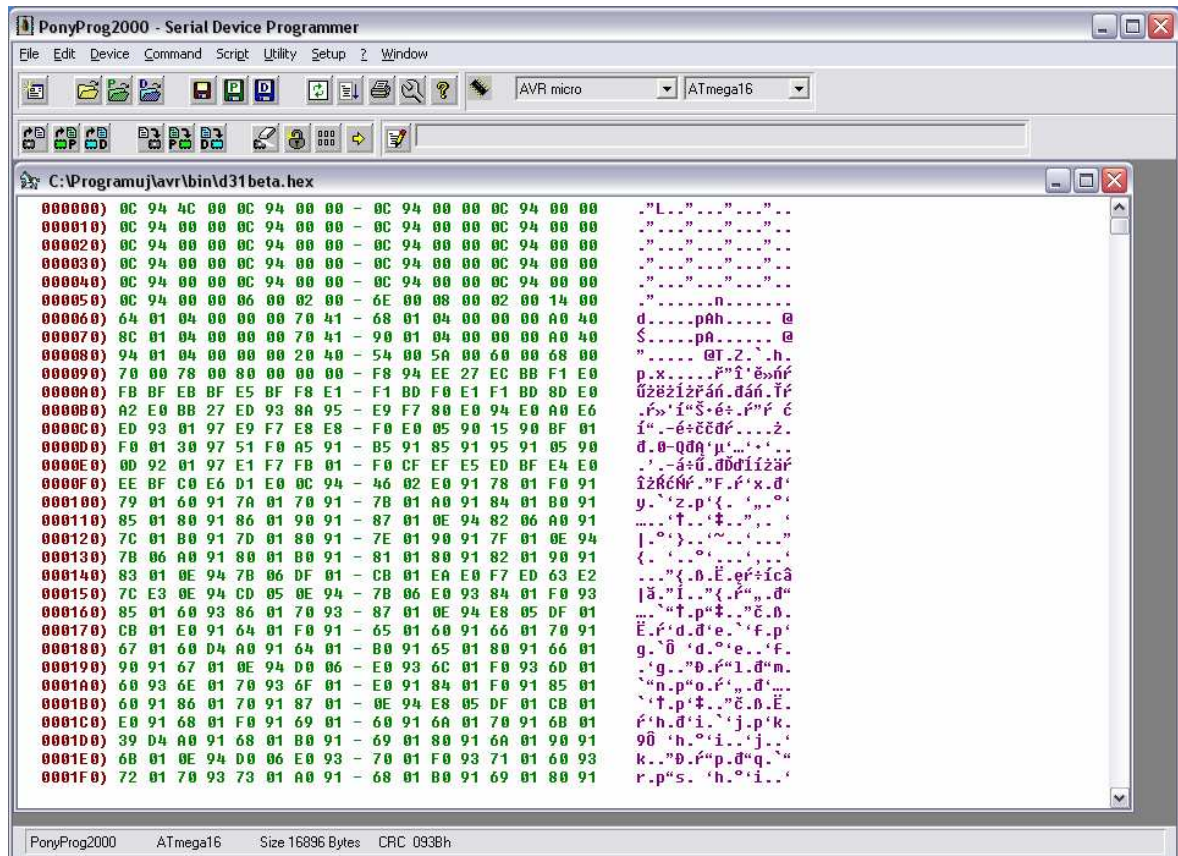 PonyProg2000 - Serial Device Programmer
File Edit Device Command Script Utility Setup ? Window
AVR micro ATmega16
C:\Programuj\avr\bin\d31beta.hex
000000) 0C 94 4C 00 0C 94 00 00 - 0C 94 00 00 0C 94 00 00 ."L.."..."..."..
000010) 0C 94 00 00 0C 94 00 00 - 0C 94 00 00 0C 94 00 00 ."..."..."..."..
000020) 0C 94 00 00 0C 94 00 00 - 0C 94 00 00 0C 94 00 00 ."..."..."..."..
000030) 0C 94 00 00 0C 94 00 00 - 0C 94 00 00 0C 94 00 00 ."..."..."..."..
000040) 0C 94 00 00 0C 94 00 00 - 0C 94 00 00 0C 94 00 00 ."..."..."..."..
000050) 0C 94 00 00 06 00 02 00 - 6E 00 08 00 02 00 14 00 ."......n.......
000060) 64 01 04 00 00 00 70 41 - 68 01 04 00 00 00 A0 40 d.....pAh...... @
000070) 8C 01 04 00 00 00 70 41 - 90 01 04 00 00 00 A0 40 Ś.....pA...... @
000080) 94 01 04 00 00 00 20 40 - 54 00 5A 00 60 00 68 00 "..... @T.Z.`.h.
000090) 70 00 78 00 80 00 00 00 - F8 94 EE 27 EC BB F1 E0 p.x.....ř"î'ě»ńŕ
0000A0) FB BF EB BF E5 BF F8 E1 - F1 BD F0 E1 F1 BD 8D E0
0000B0) A2 E0 BB 27 ED 93 8A 95 - E9 F7 80 E0 94 E0 A0 E6
0000C0) ED 93 01 97 E9 F7 E8 E8 - F0 E0 05 90 15 90 BF 01
0000D0) F0 01 30 97 51 F0 A5 91 - B5 91 85 91 95 91 05 90
0000E0) 0D 92 01 97 E1 F7 FB 01 - F0 CF EF E5 ED BF E4 E0
0000F0) EE BF C0 E6 D1 E0 0C 94 - 46 02 E0 91 78 01 F0 91
000100) 79 01 60 91 7A 01 70 91 - 7B 01 A0 91 84 01 B0 91
000110) 85 01 80 91 86 01 90 91 - 87 01 0E 94 82 06 A0 91
000120) 7C 01 B0 91 7D 01 80 91 - 7E 01 90 91 7F 01 0E 94
000130) 7B 06 A0 91 80 01 B0 91 - 81 01 80 91 82 01 90 91
000140) 83 01 0E 94 7B 06 DF 01 - CB 01 EA E0 F7 ED 63 E2
000150) 7C E3 0E 94 CD 05 0E 94 - 7B 06 E0 93 84 01 F0 93
000160) 85 01 60 93 86 01 70 93 - 87 01 0E 94 E8 05 DF 01
000170) CB 01 E0 91 64 01 F0 91 - 65 01 60 91 66 01 70 91
000180) 67 01 60 D4 A0 91 64 01 - B0 91 65 01 80 91 66 01
000190) 90 91 67 01 0E 94 D0 06 - E0 93 6C 01 F0 93 6D 01
0001A0) 60 93 6E 01 70 93 6F 01 - E0 91 84 01 F0 91 85 01
0001B0) 60 91 86 01 70 91 87 01 - 0E 94 E8 05 DF 01 CB 01
0001C0) E0 91 68 01 F0 91 69 01 - 60 91 6A 01 70 91 6B 01
0001D0) 39 D4 A0 91 68 01 B0 91 - 69 01 80 91 6A 01 90 91
0001E0) 6B 01 0E 94 D0 06 E0 93 - 70 01 F0 93 71 01 60 93
0001F0) 72 01 70 93 73 01 A0 91 - 68 01 B0 91 69 01 80 91
PonyProg2000 ATmega16 Size 16896 Bytes CRC 093Bh